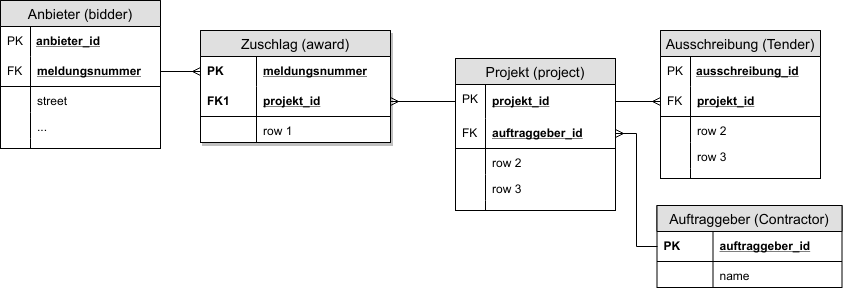 Anbieter (bidder)
PK anbieter_id
FK meldungsnummer
street
...
Zuschlag (award)
PK meldungsnummer
FK1 projekt_id
row 1
Projekt (project)
PK projekt_id
FK auftraggeber_id
row 2
row 3
Ausschreibung (Tender)
PK ausschreibung_id
FK projekt_id
row 2
row 3
Auftraggeber (Contractor)
PK auftraggeber_id
name